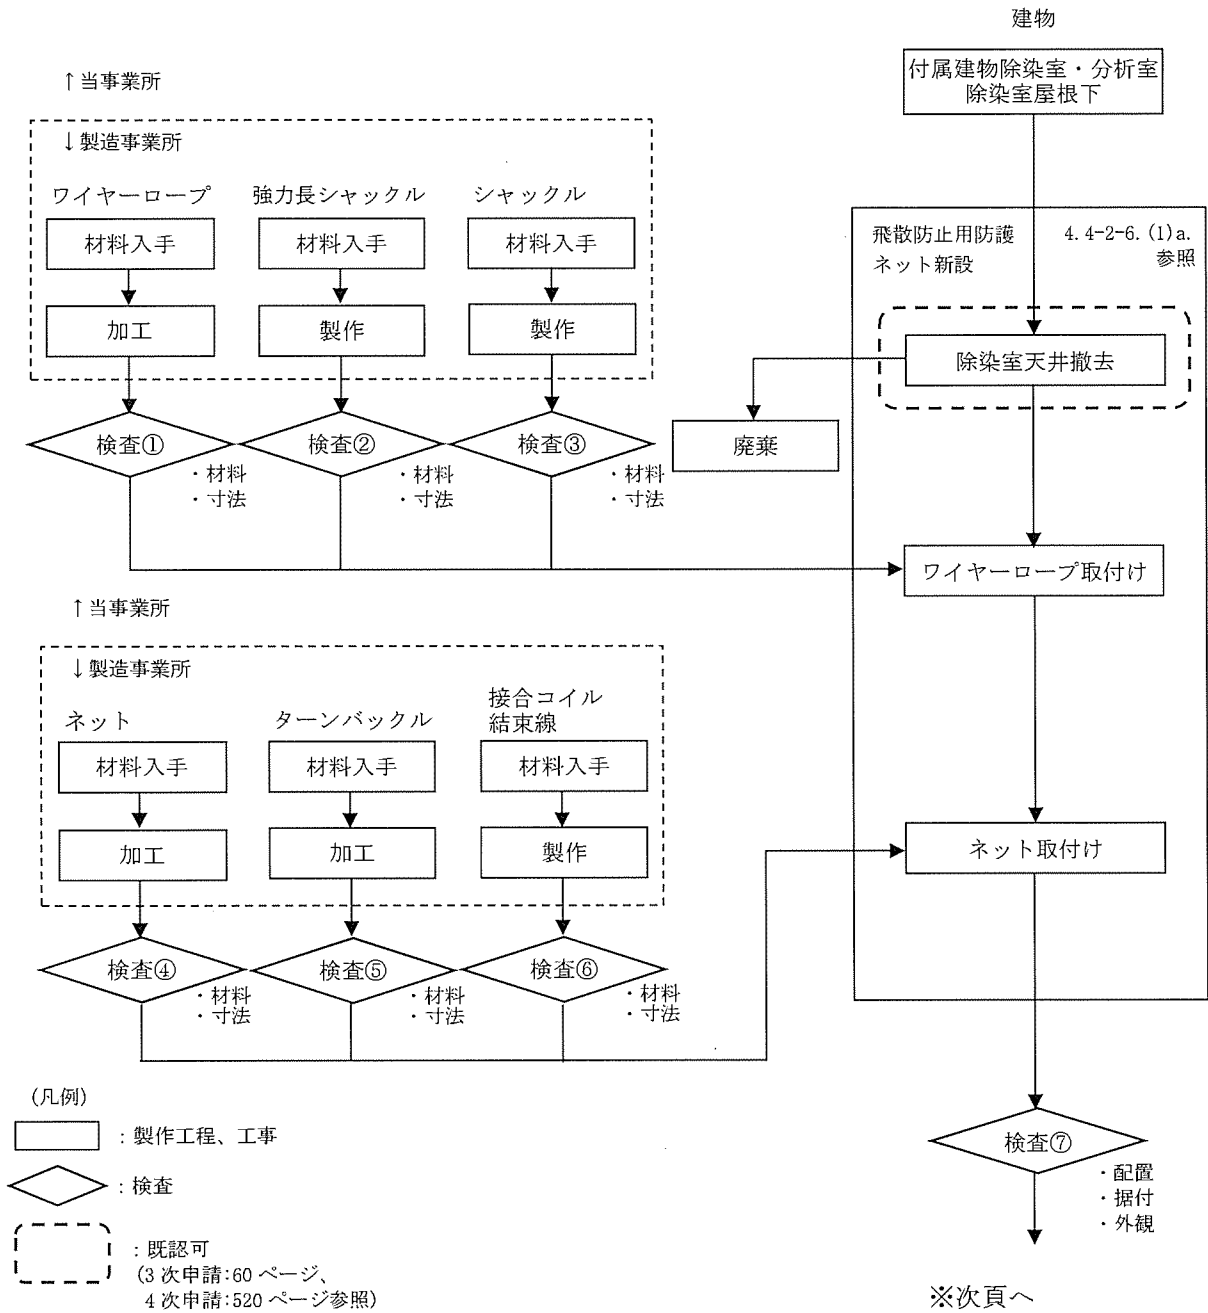 建物
付属建物除染室・分析室
除染室屋根下
↑当事業所
↓製造事業所
ワイヤーロープ
強力長シャックル
シャックル
材料入手
材料入手
材料入手
加工
製作
製作
検査①
・材料
・寸法
検査②
・材料
・寸法
検査③
・材料
・寸法
飛散防止用防護
ネット新設
4.4-2-6.(1)a.
参照
除染室天井撤去
廃棄
ワイヤーロープ取付け
↑当事業所
↓製造事業所
ネット
ターンバックル
接合コイル
結束線
材料入手
材料入手
材料入手
加工
加工
製作
ネット取付け
検査④
・材料
・寸法
検査⑤
・材料
・寸法
検査⑥
・材料
・寸法
検査⑦
・配置
・据付
・外観
(凡例)
：製作工程、工事
：検査
：既認可
(3次申請:60 ページ、
4次申請:520 ページ参照)
※次頁へ